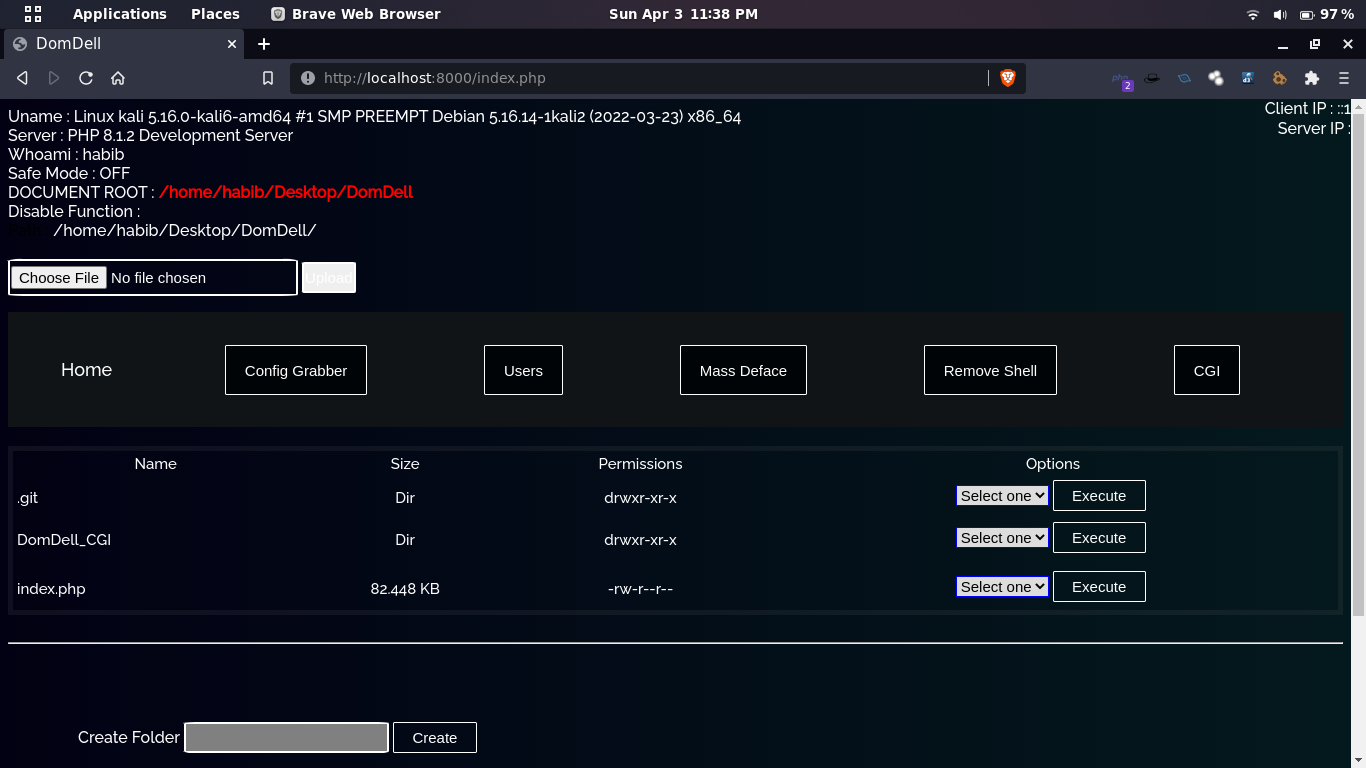 Applications Places Brave Web Browser Sun Apr 3 11:38 PM 97 %
DomDell
http://localhost:8000/index.php
2
Client IP : ::1
Server IP :
Uname : Linux kali 5.16.0-kali6-amd64 #1 SMP PREEMPT Debian 5.16.14-1kali2 (2022-03-23) x86_64
Server : PHP 8.1.2 Development Server
Whoami : habib
Safe Mode : OFF
DOCUMENT ROOT : /home/habib/Desktop/DomDell
Disable Function :
/home/habib/Desktop/DomDell/
Choose File No file chosen Upload
Home Config Grabber Users Mass Deface Remove Shell CGI
Name Size Permissions Options
.git Dir drwxr-xr-x Select one Execute
DomDell_CGI Dir drwxr-xr-x Select one Execute
index.php 82.448 KB -rw-r--r-- Select one Execute
Create Folder Create